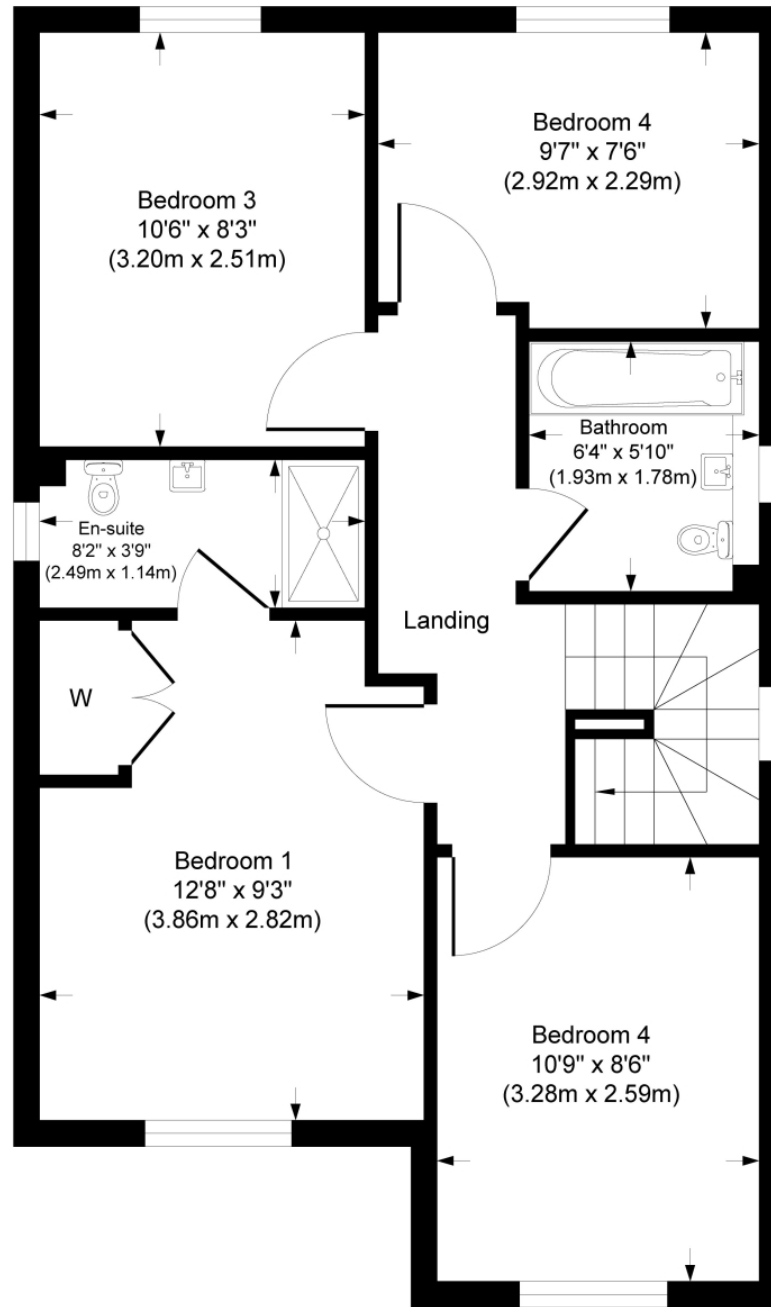 Bedroom 3
10'6" x 8'3"
(3.20m x 2.51m)
Bedroom 4
9'7" x 7'6"
(2.92m x 2.29m)
Bathroom
6'4" x 5'10"
(1.93m x 1.78m)
En-suite
8'2" x 3'9"
(2.49m x 1.14m)
Landing
W
Bedroom 1
12'8" x 9'3"
(3.86m x 2.82m)
Bedroom 4
10'9" x 8'6"
(3.28m x 2.59m)